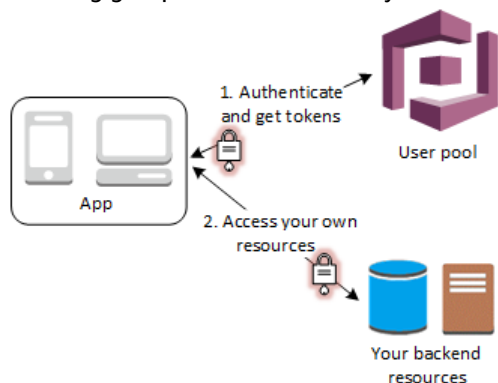 1. Authenticate
and get tokens
User pool
App
2. Access your own
resources
Your backend
resources